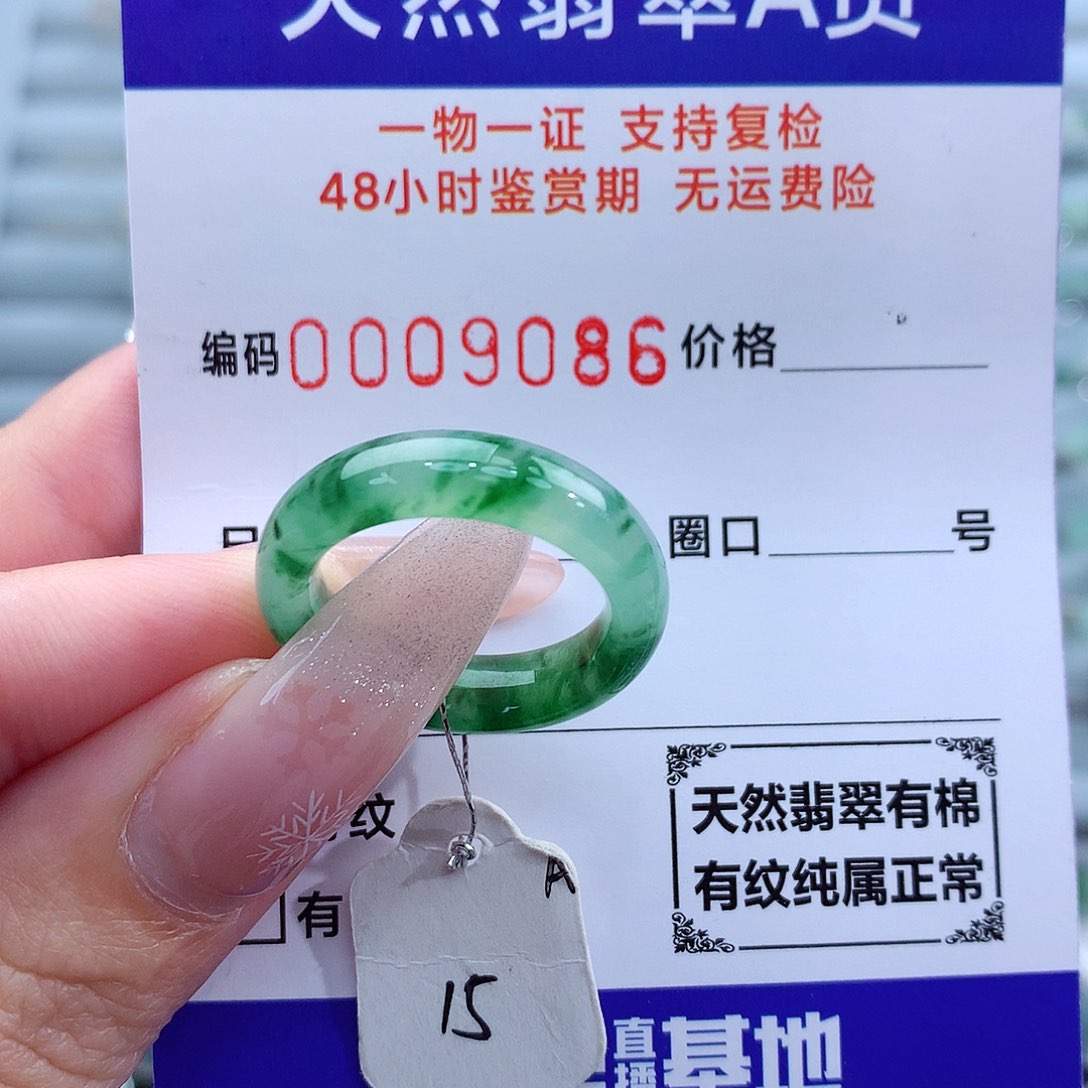 天然翡翠A货
一物一证 支持复检
48小时鉴赏期 无运费险
编码0009086价格
圈口 号
纹
天然翡翠有棉
有纹纯属正常
有
A
15
直播基地